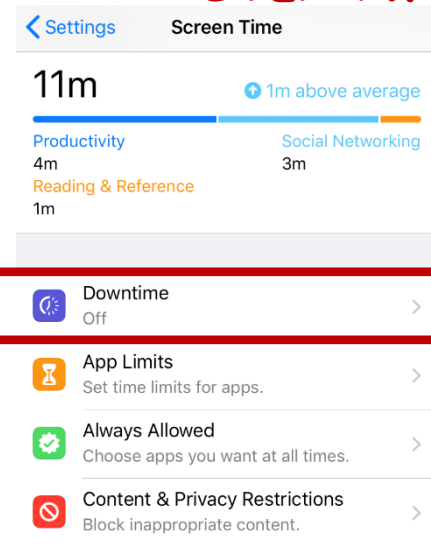 Settings
Screen Time
11m
1m above average
Productivity
Social Networking
4m
3m
Reading & Reference
1m
Downtime
Off
App Limits
Set time limits for apps.
Always Allowed
Choose apps you want at all times.
Content & Privacy Restrictions
Block inappropriate content.